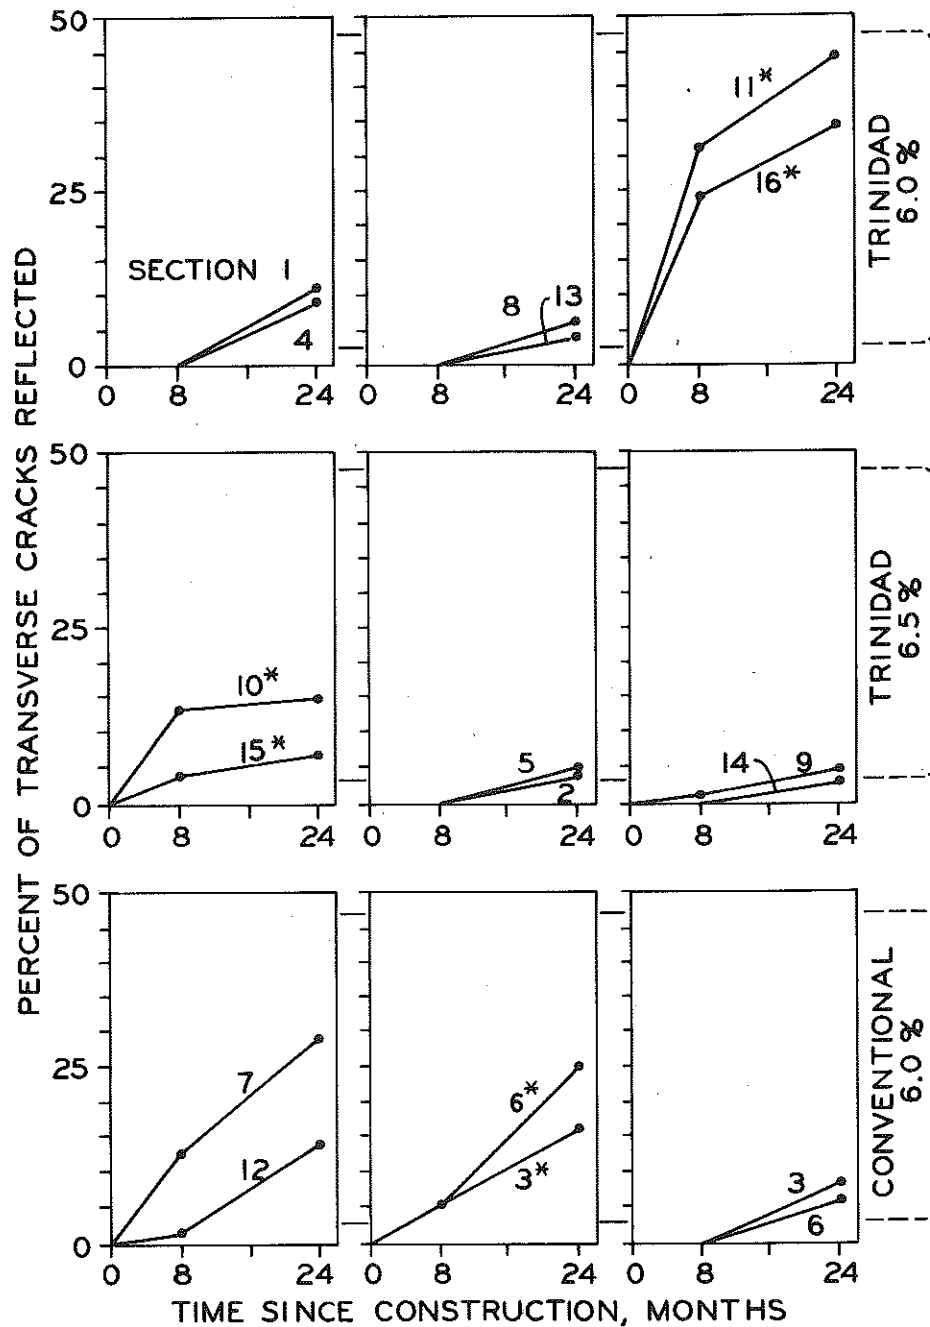 PERCENT OF TRANSVERSE CRACKS REFLECTED
50
25
0
SECTION 1
4
0 8 24
8 13
0 8 24
11*
16*
0 8 24
TRINIDAD
6.0 %
50
25
0
10*
15*
0 8 24
5
2
0 8 24
14 9
0 8 24
TRINIDAD
6.5 %
50
25
0
7
12
0 8 24
6*
3*
0 8 24
3
6
0 8 24
CONVENTIONAL
6.0 %
TIME SINCE CONSTRUCTION, MONTHS